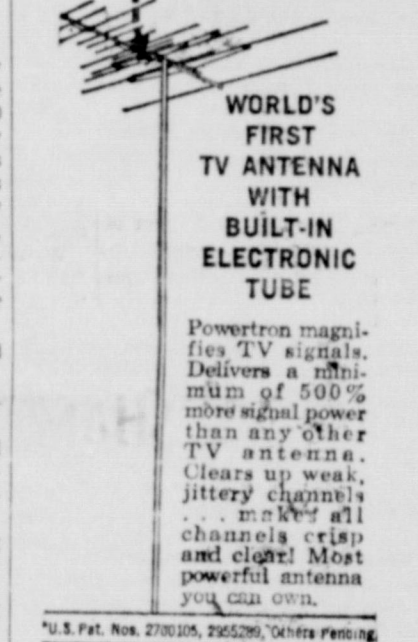 WORLD'S
FIRST
TV ANTENNA
WITH
BUILT-IN
ELECTRONIC
TUBE
Powertron magni-
fies TV signals.
Delivers a mini-
mum of 500%
more signal power
than any other
TV antenna.
Clears up weak,
jittery channels
. . . makes all
channels crisp
and clear! Most
powerful antenna
you can own.
*U.S. Pat. Nos. 2700105, 2955289, Others Pending.